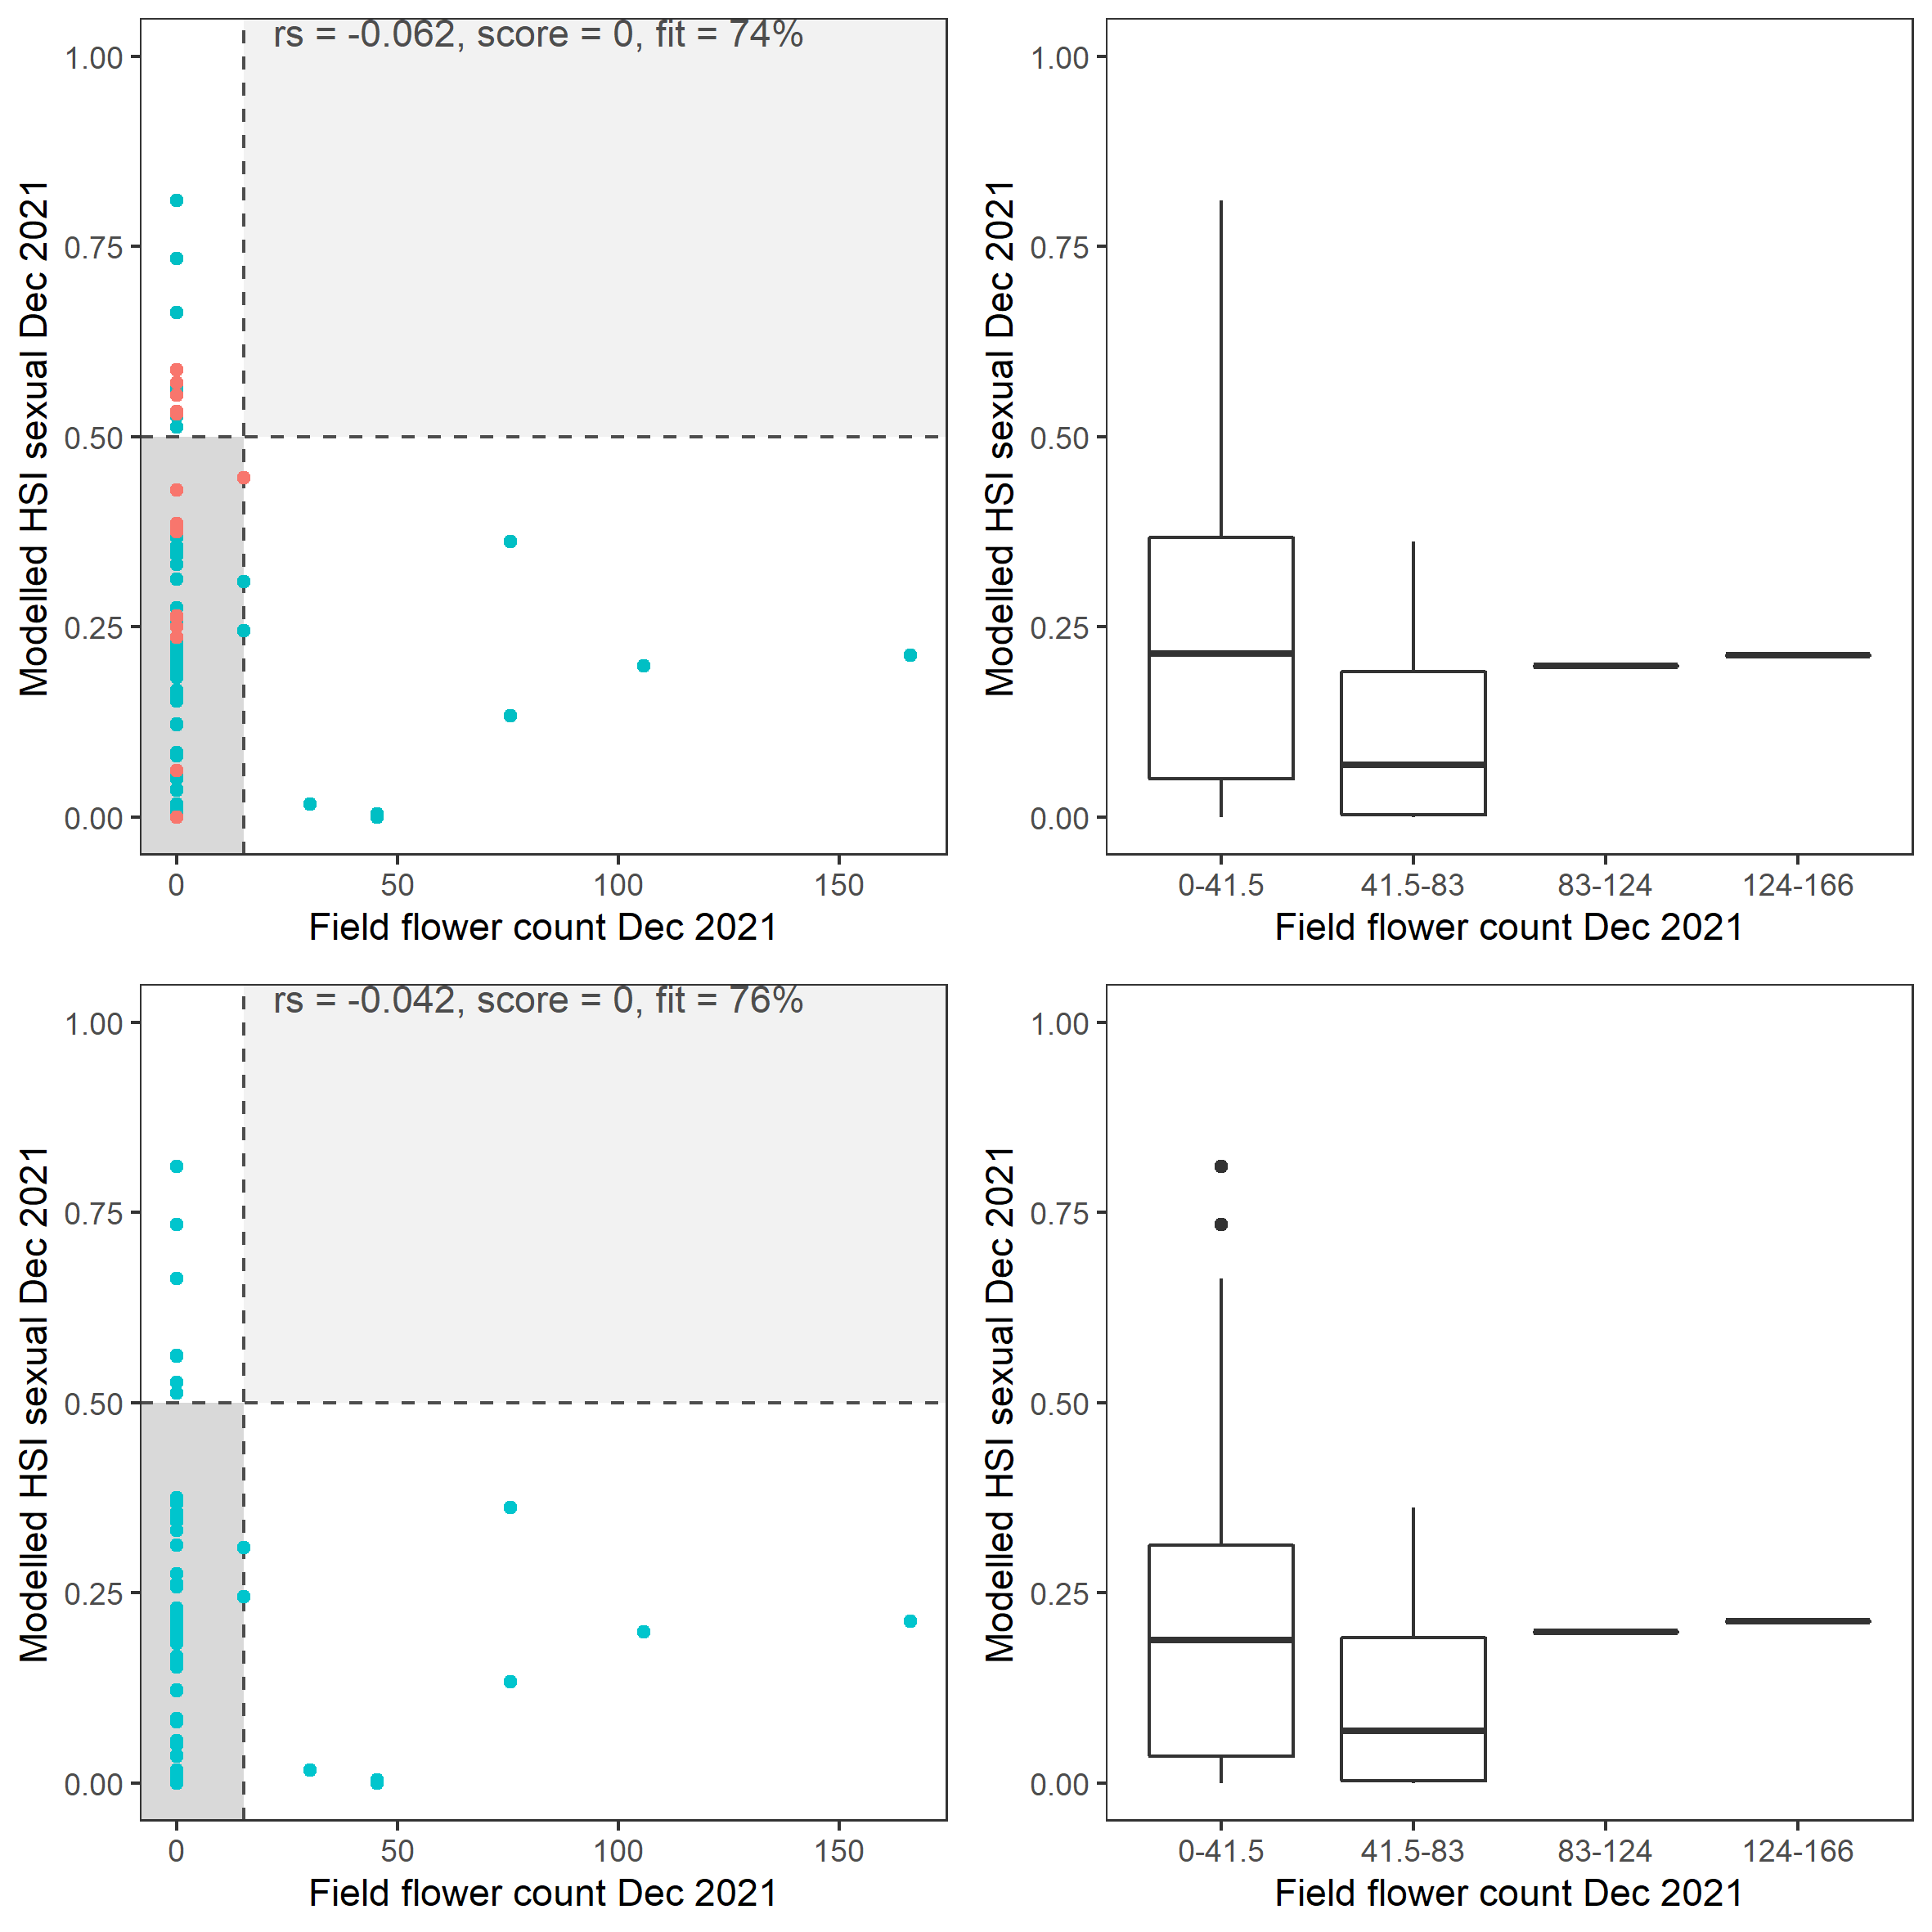 rs = -0.062, score = 0, fit = 74%
Modelled HSI sexual Dec 2021
1.00
0.75
0.50
0.25
0.00
0 50 100 150
Field flower count Dec 2021
Modelled HSI sexual Dec 2021
1.00
0.75
0.50
0.25
0.00
0-41.5 41.5-83 83-124 124-166
Field flower count Dec 2021
rs = -0.042, score = 0, fit = 76%
Modelled HSI sexual Dec 2021
1.00
0.75
0.50
0.25
0.00
0 50 100 150
Field flower count Dec 2021
Modelled HSI sexual Dec 2021
1.00
0.75
0.50
0.25
0.00
0-41.5 41.5-83 83-124 124-166
Field flower count Dec 2021